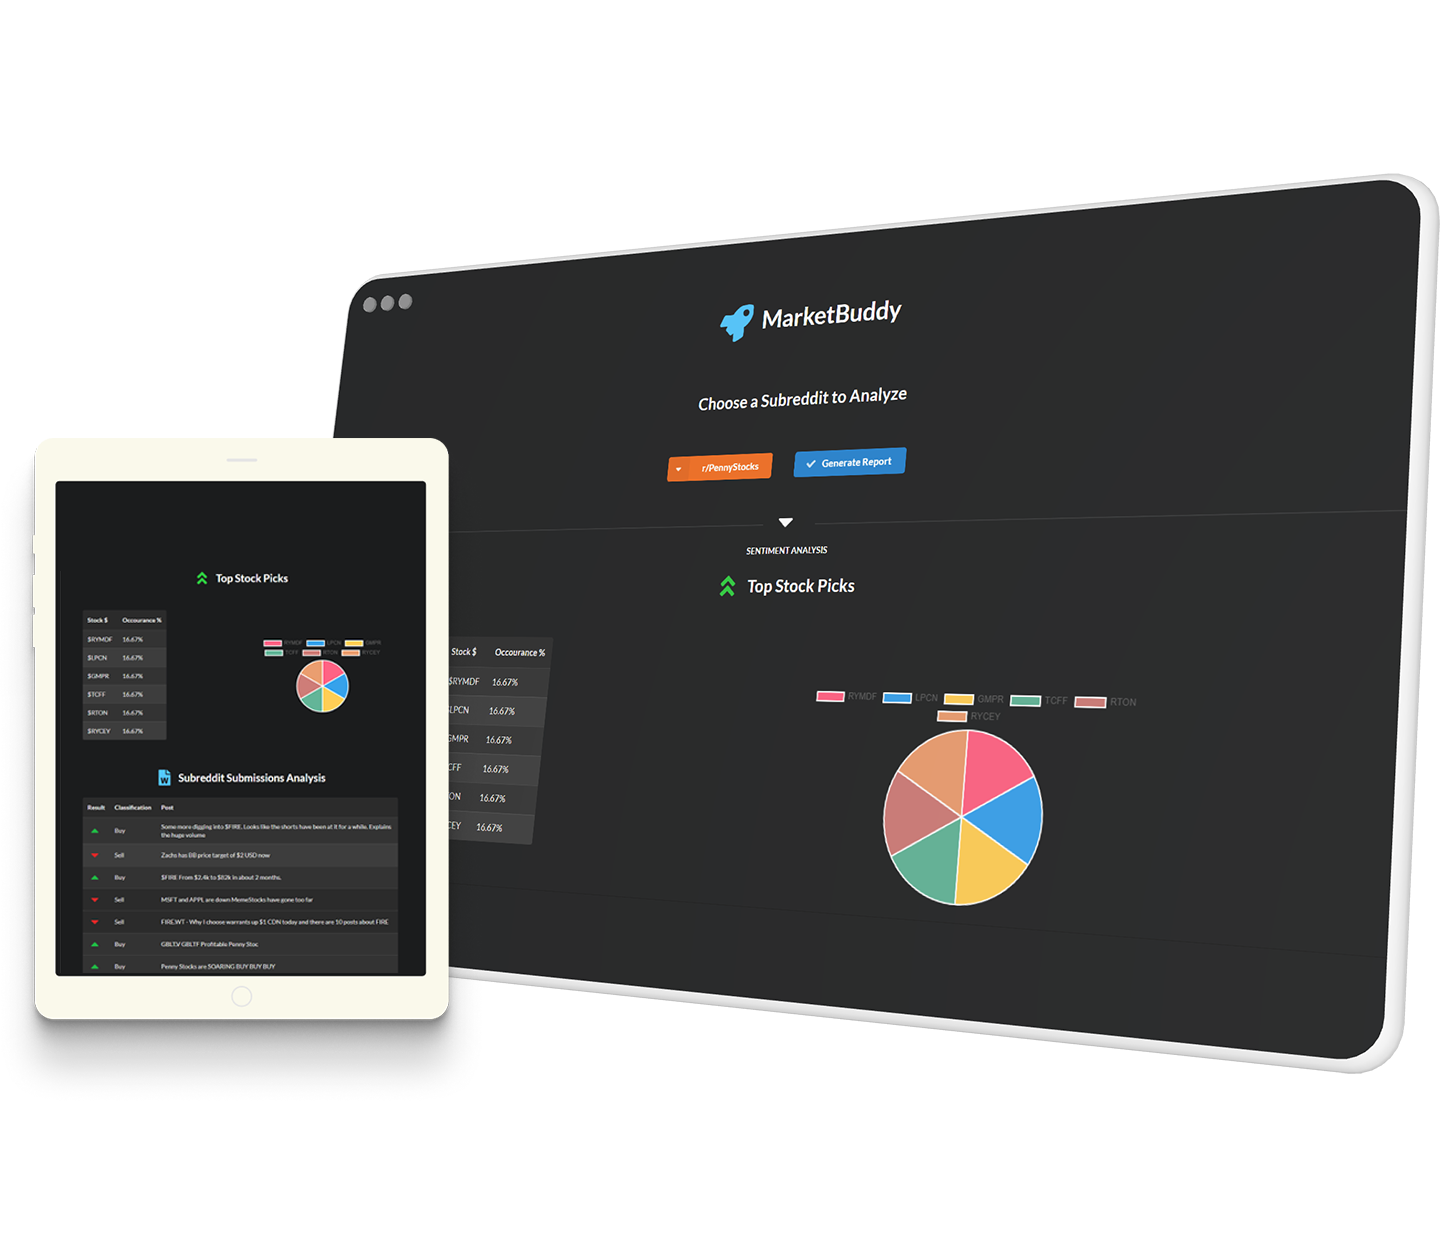 MarketBuddy
Choose a Subreddit to Analyze
r/PennyStocks
Generate Report
SENTIMENT ANALYSIS
Top Stock Picks
Stock $ Occourance %
$RYMDF 16.67%
LPCN 16.67%
GMPR 16.67%
CFF 16.67%
ON 16.67%
CEY 16.67%
RYMDF LPCN GMPR TCFF RTON
RYCEY
Top Stock Picks
Stock $ Occourance %
$RYMDF 16.67%
$LPCN 16.67%
$GMPR 16.67%
$TCFF 16.67%
$RTON 16.67%
$RYCEY 16.67%
RYMDF LPCN GMPR
TCFF RTON RYCEY
W
Subreddit Submissions Analysis
Result Classification Post
Buy Some more digging into $FIRE. Looks like the shorts have been at it for a while. Explains
the huge volume
Sell Zachs has BB price target of $2 USD now
Buy $FIRE From $2.4k to $82k in about 2 months.
Sell MSFT and APPL are down MemeStocks have gone too far
Sell FIRE.WT - Why I choose warrants up $1 CDN today and there are 10 posts about FIRE
Buy GBLT.V GBLTF Profitable Penny Stoc
Buy Penny Stocks are SOARING BUY BUY BUY